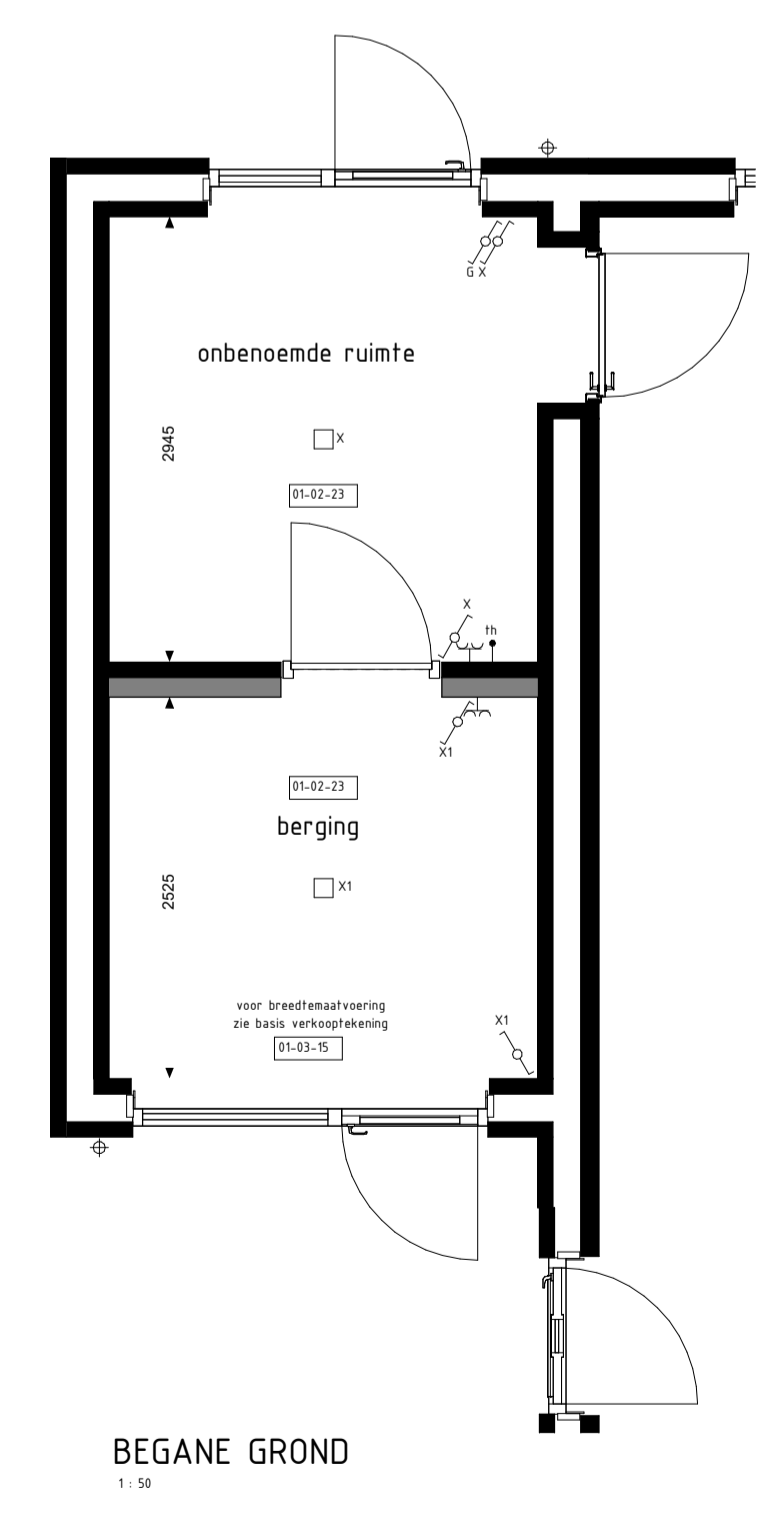 G X
onbenoemde ruimte
2945
X
01-02-23
X
th
X1
01-02-23
berging
2525
X1
voor breedtemaatvoering
zie basis verkooptekening
01-03-15
X1
BEGANE GROND
1 : 50